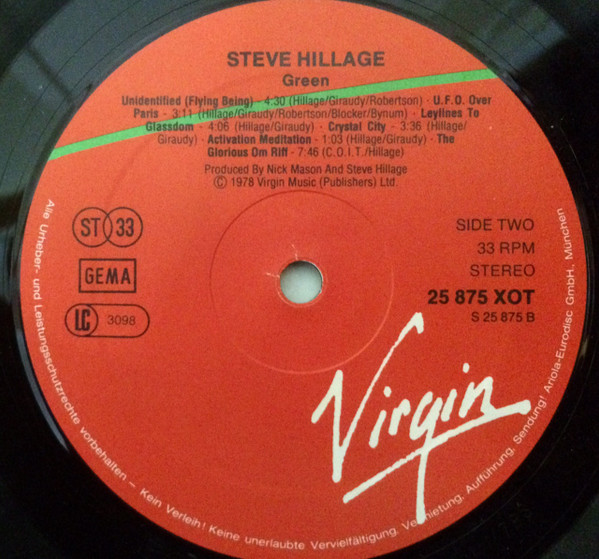 STEVE HILLAGE
Green
Unidentified (Flying Being) - 4:30 (Hillage/Giraudy/Robertson) · U.F.O. Over
Paris - 3:11 (Hillage/Giraudy/Robertson/Blocker/Bynum) · Leylines To
Glassdom - 4:06 (Hillage/Giraudy) · Crystal City - 3:36 (Hillage/
Giraudy) · Activation Meditation - 1:03 (Hillage/Giraudy) · The
Glorious Om Riff - 7:46 (C.O.I.T./Hillage)
Produced By Nick Mason And Steve Hillage
Ⓒ 1978 Virgin Music (Publishers) Ltd.
ST 33
GEMA
LC 3098
SIDE TWO
33 RPM
STEREO
25 875 XOT
S 25 875 B
Virgin
Alle Urheber- und Leistungsschutzrechte vorbehalten – Kein Verleih! Keine unerlaubte Vervielfältigung, Vermietung, Aufführung, Sendung! Ariola-Eurodisc GmbH., München